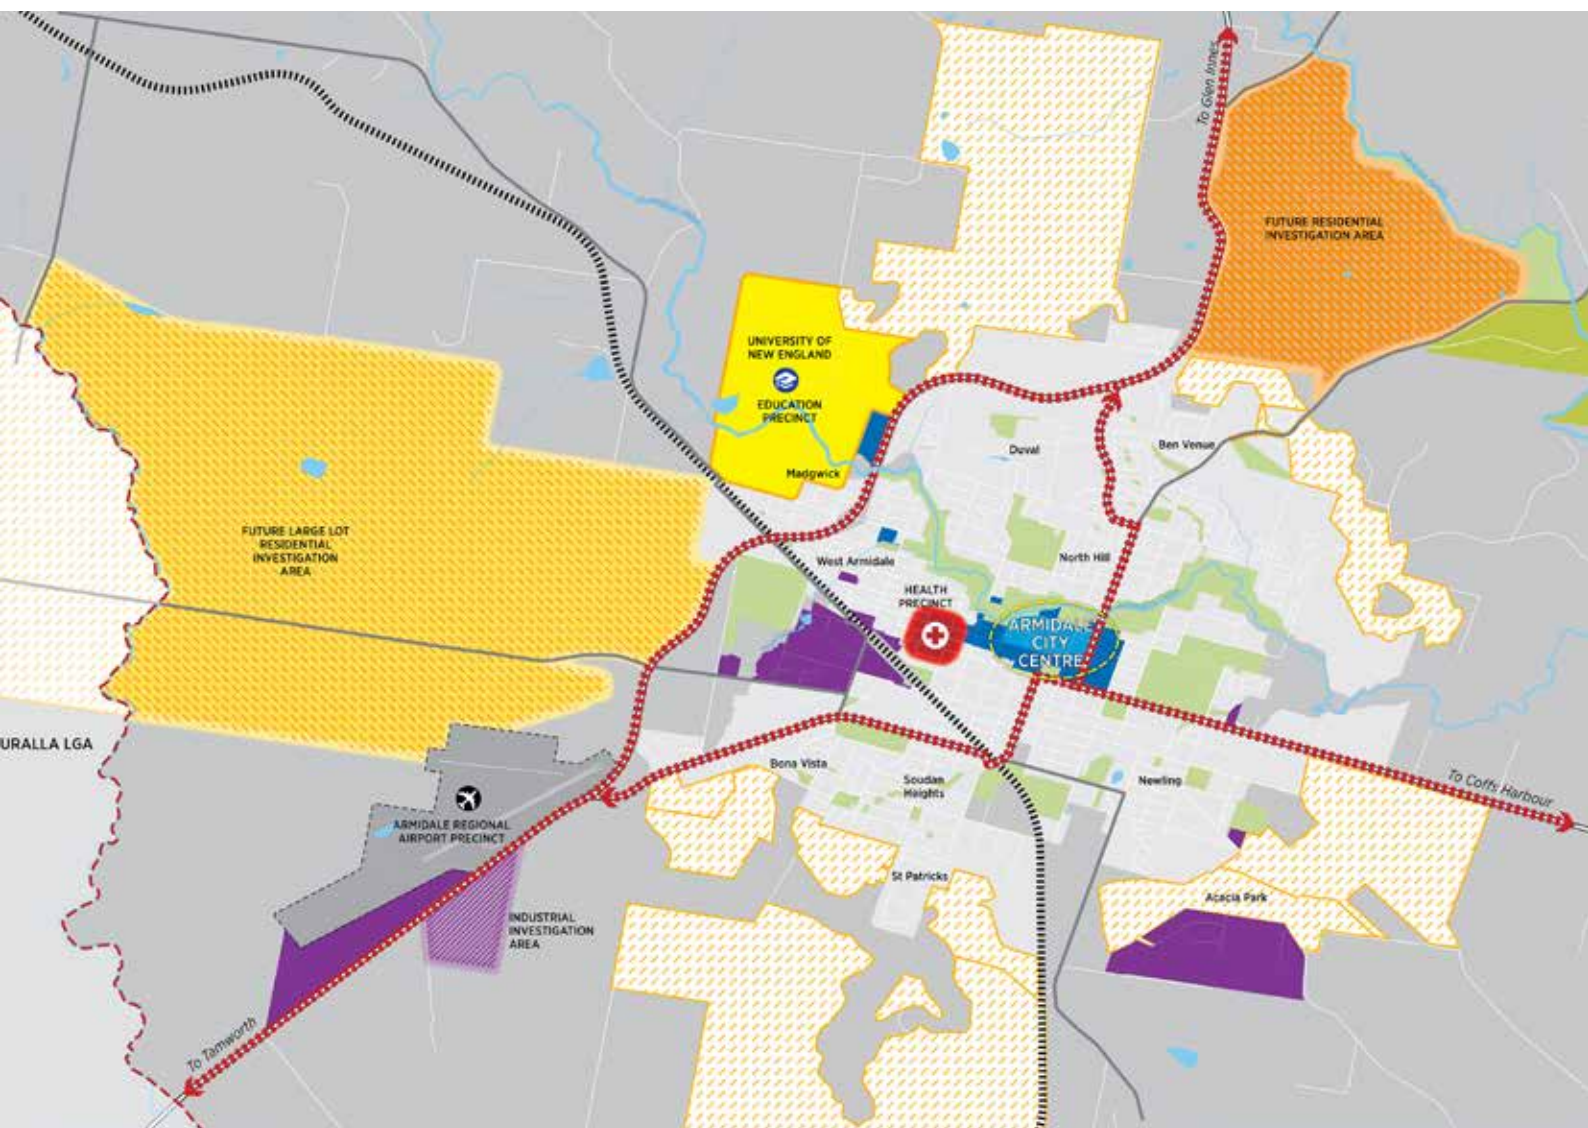 To Glen Innes
FUTURE RESIDENTIAL
INVESTIGATION AREA
UNIVERSITY OF
NEW ENGLAND
EDUCATION
PRECINCT
Madgwick
Duval
Ben Venue
FUTURE LARGE LOT
RESIDENTIAL
INVESTIGATION
AREA
West Armidale
North Hill
HEALTH
PRECINCT
ARMIDALE
CITY
CENTRE
URALLA LGA
Bona Vista
Soudan
Heights
Newling
To Coffs Harbour
ARMIDALE REGIONAL
AIRPORT PRECINCT
St Patricks
Acacia Park
INDUSTRIAL
INVESTIGATION
AREA
To Tamworth